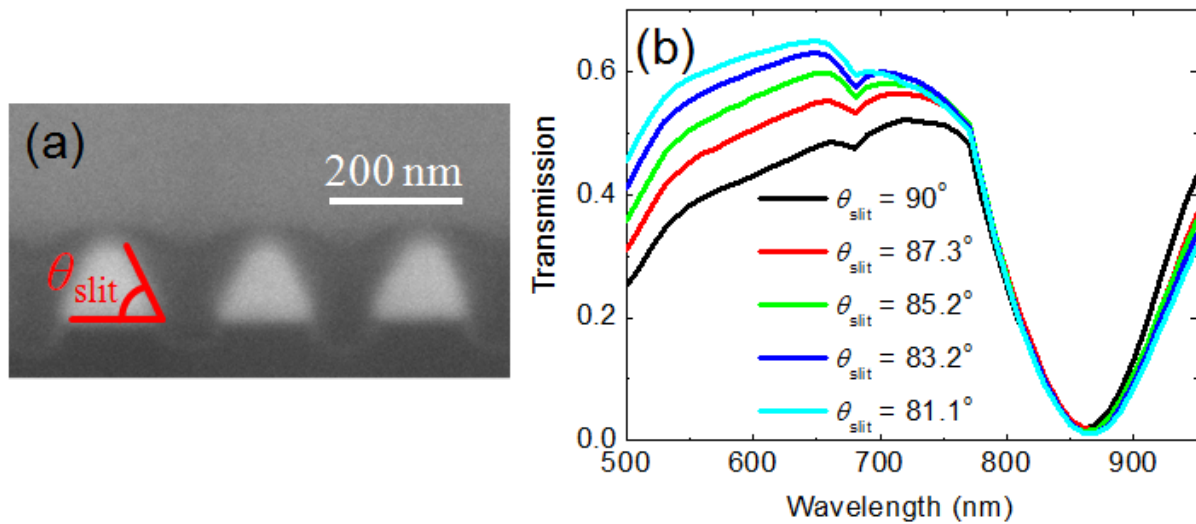 (a)
200 nm
θslit
(b)
Transmission
0.6
0.4
0.2
0.0
θslit = 90°
θslit = 87.3°
θslit = 85.2°
θslit = 83.2°
θslit = 81.1°
500 600 700 800 900
Wavelength (nm)